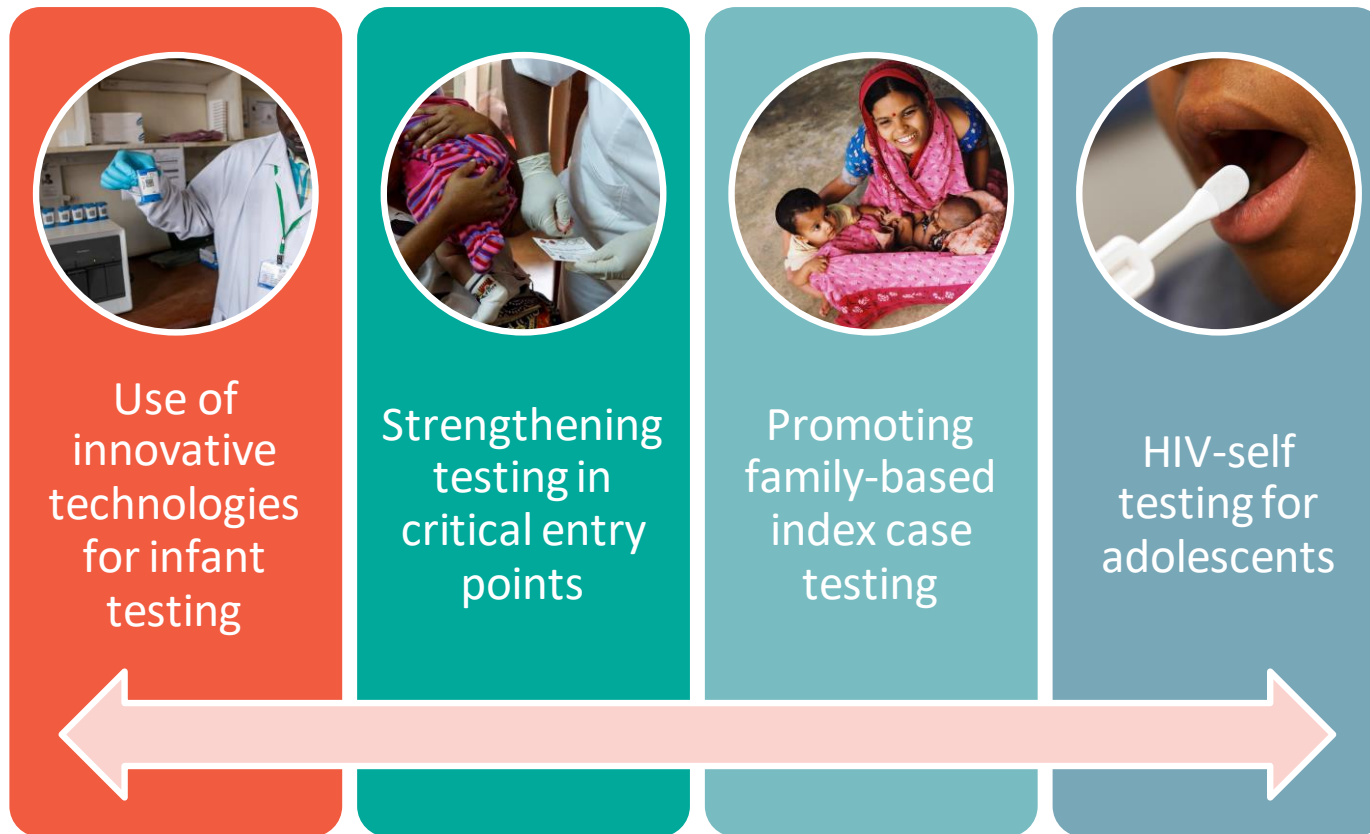 Use of
innovative
technologies
for infant
testing
Strengthening
testing in
critical entry
points
Promoting
family-based
index case
testing
HIV-self
testing for
adolescents